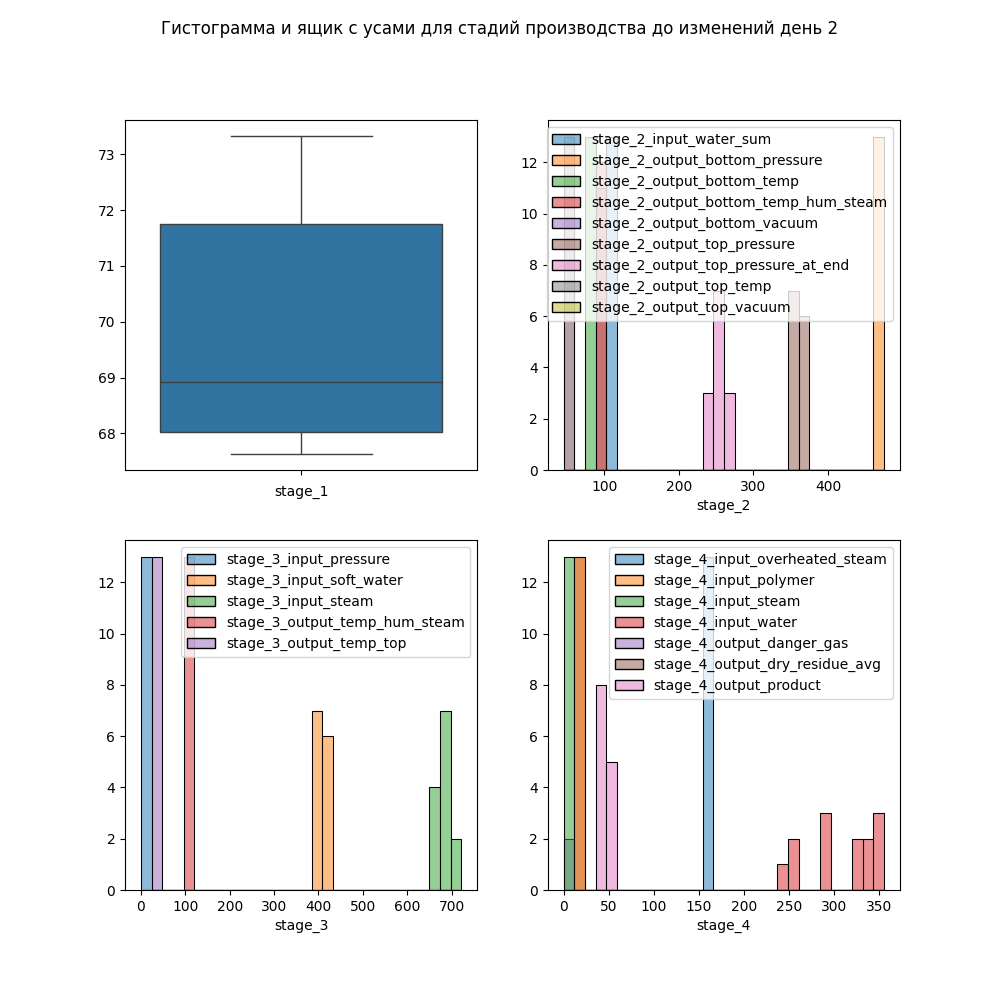 Гистограмма и ящик с усами для стадий производства до изменений день 2
73
72
71
70
69
68
stage_1
12
10
8
6
4
2
0
100 200 300 400
stage_2
stage_2_input_water_sum
stage_2_output_bottom_pressure
stage_2_output_bottom_temp
stage_2_output_bottom_temp_hum_steam
stage_2_output_bottom_vacuum
stage_2_output_top_pressure
stage_2_output_top_pressure_at_end
stage_2_output_top_temp
stage_2_output_top_vacuum
12
10
8
6
4
2
0
0 100 200 300 400 500 600 700
stage_3
stage_3_input_pressure
stage_3_input_soft_water
stage_3_input_steam
stage_3_output_temp_hum_steam
stage_3_output_temp_top
12
10
8
6
4
2
0
0 50 100 150 200 250 300 350
stage_4
stage_4_input_overheated_steam
stage_4_input_polymer
stage_4_input_steam
stage_4_input_water
stage_4_output_danger_gas
stage_4_output_dry_residue_avg
stage_4_output_product